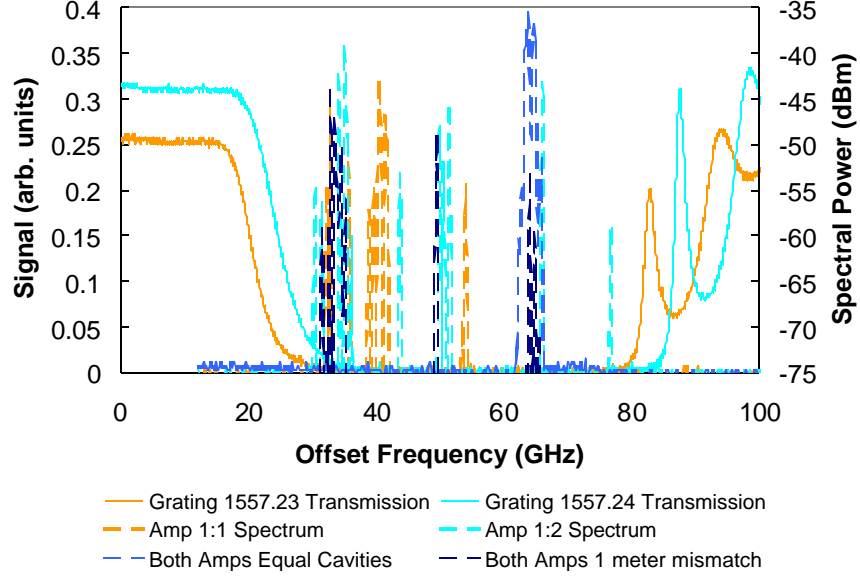 0.4
0.35
0.3
0.25
0.2
0.15
0.1
0.05
0
Signal (arb. units)
-35
-40
-45
-50
-55
-60
-65
-70
-75
Spectral Power (dBm)
0 20 40 60 80 100
Offset Frequency (GHz)
Grating 1557.23 Transmission
Grating 1557.24 Transmission
Amp 1:1 Spectrum
Amp 1:2 Spectrum
Both Amps Equal Cavities
Both Amps 1 meter mismatch